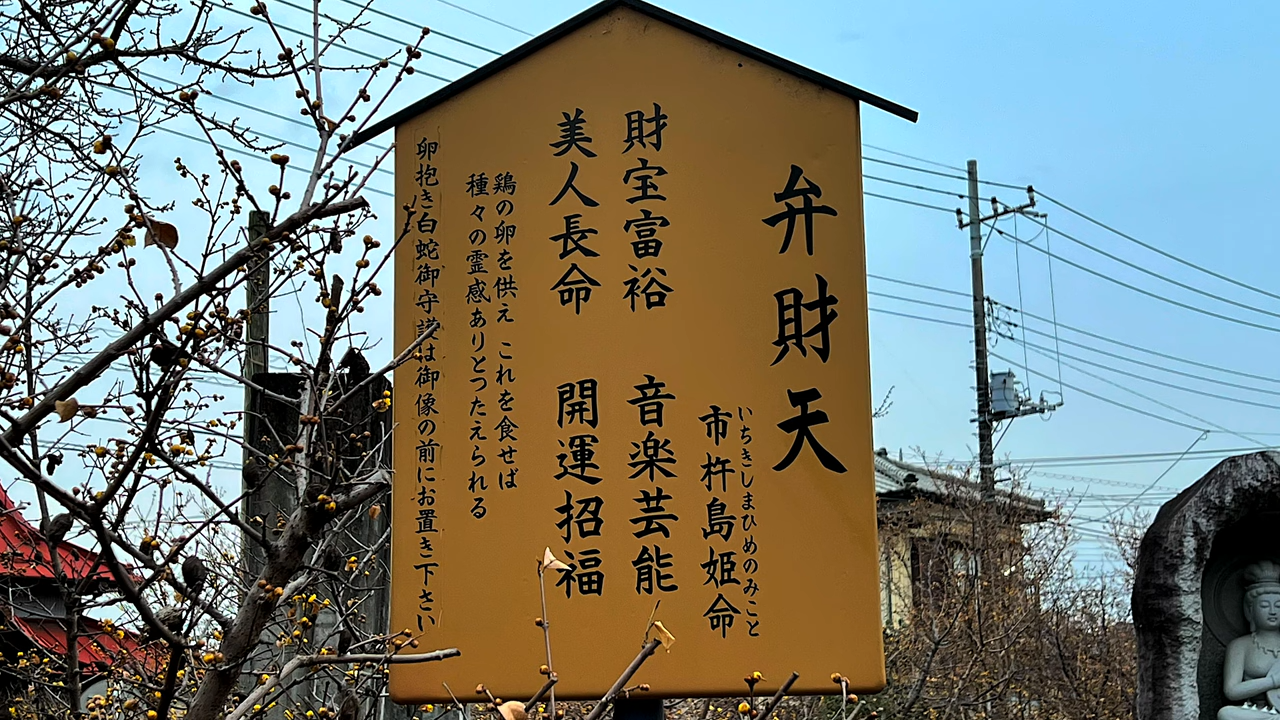 弁財天
いちきしまひめのみこと
市杵島姫命
財宝富裕 音楽芸能
美人長命 開運招福
鶏の卵を供え これを食せば
種々の霊感ありとつたえられる
卵抱き白蛇御守護は御像の前にお置き下さい